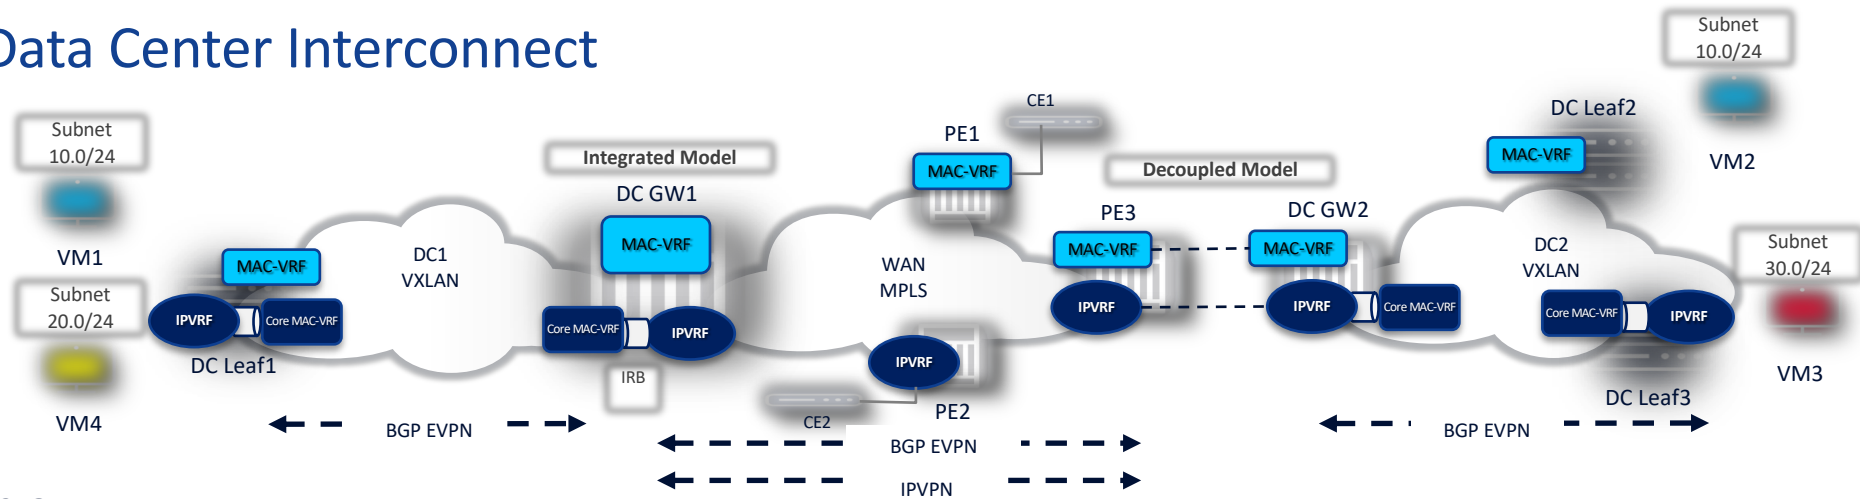 Data Center Interconnect
Subnet
10.0/24
CE1
DC Leaf2
Subnet
10.0/24
PE1
Integrated Model
MAC-VRF
Decoupled Model
MAC-VRF
VM2
DC GW1
PE3
DC GW2
VM1
MAC-VRF
DC1
VXLAN
MAC-VRF
WAN
MPLS
MAC-VRF
MAC-VRF
DC2
VXLAN
Subnet
30.0/24
Subnet
20.0/24
IPVRF
Core MAC-VRF
Core MAC-VRF
IPVRF
IPVRF
IPVRF
Core MAC-VRF
Core MAC-VRF
IPVRF
DC Leaf1
IRB
IPVRF
VM3
VM4
CE2
PE2
DC Leaf3
BGP EVPN
BGP EVPN
BGP EVPN
IPVPN